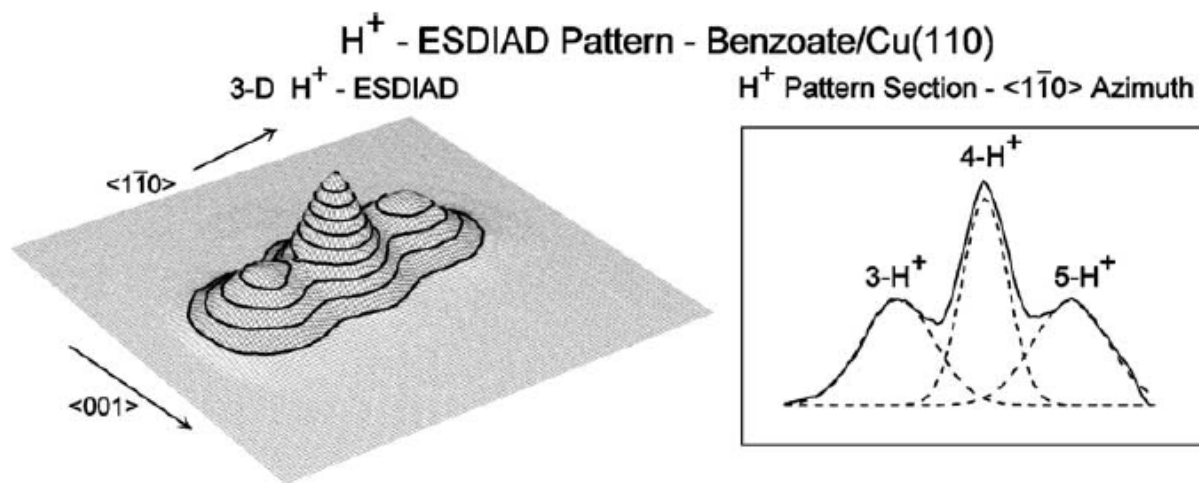 H⁺ - ESDIAD Pattern - Benzoate/Cu(110)
3-D H⁺ - ESDIAD
<11̄0>
<001>
H⁺ Pattern Section - <11̄0> Azimuth
4-H⁺
3-H⁺
5-H⁺